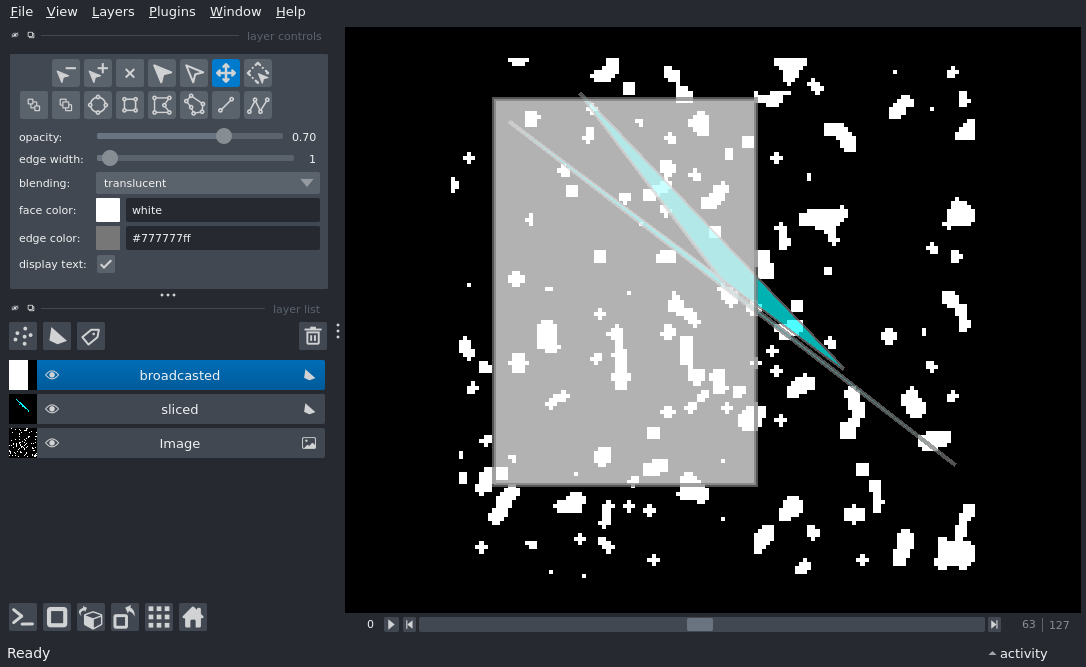 File View Layers Plugins Window Help
layer controls
opacity: 0.70
edge width: 1
blending: translucent
face color: white
edge color: #777777ff
display text:
layer list
broadcasted
sliced
Image
0 63 127
Ready activity